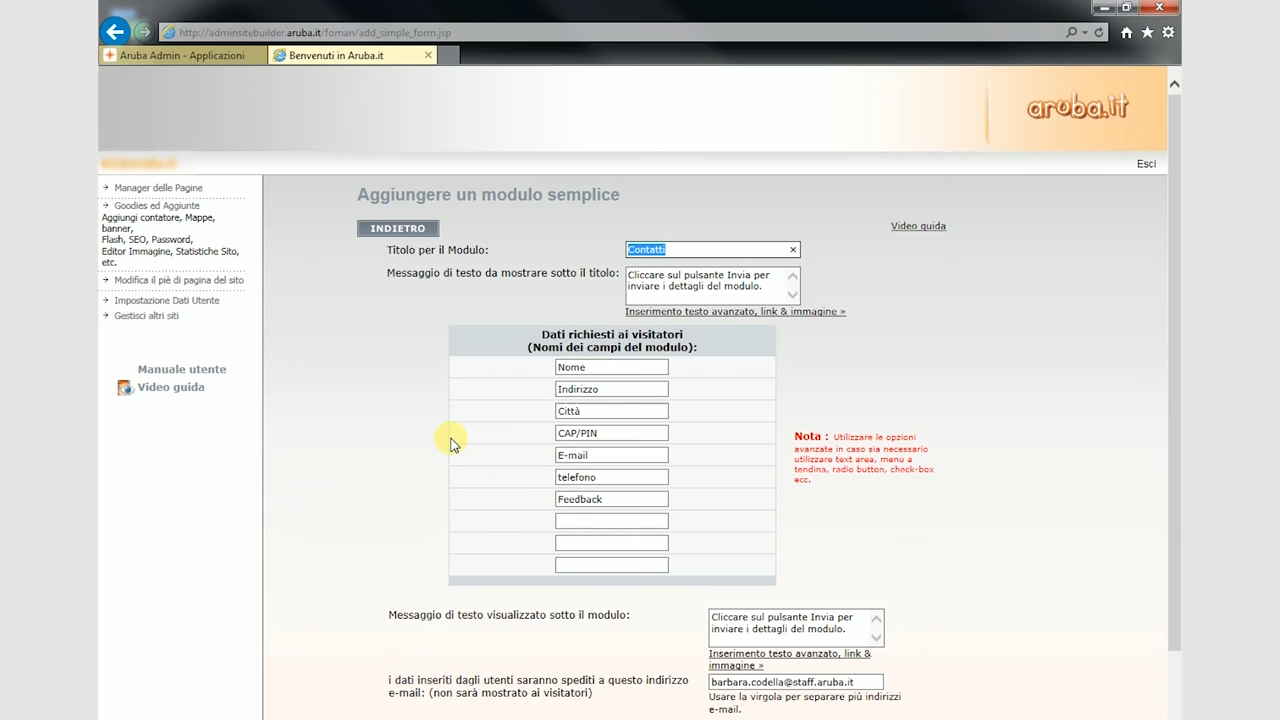 http://adminsitebuilder.aruba.it/foman/add_simple_form.jsp
Aruba Admin - Applicazioni
Benvenuti in Aruba.it
aruba.it
Esci
Manager delle Pagine
Goodies ed Aggiunte
Aggiungi contatore, Mappe,
banner,
Flash, SEO, Password,
Editor Immagine, Statistiche Sito,
etc.
Modifica il piè di pagina del sito
Impostazione Dati Utente
Gestisci altri siti
Manuale utente
Video guida
Aggiungere un modulo semplice
INDIETRO
Video guida
Titolo per il Modulo:
Contatti
Messaggio di testo da mostrare sotto il titolo:
Cliccare sul pulsante Invia per
inviare i dettagli del modulo.
Inserimento testo avanzato, link & immagine »
Dati richiesti ai visitatori
(Nomi dei campi del modulo):
Nome
Indirizzo
Città
CAP/PIN
E-mail
telefono
Feedback
Nota : Utilizzare le opzioni
avanzate in caso sia necessario
utilizzare text area, menu a
tendina, radio button, check-box
ecc.
Messaggio di testo visualizzato sotto il modulo:
Cliccare sul pulsante Invia per
inviare i dettagli del modulo.
Inserimento testo avanzato, link &
immagine »
i dati inseriti dagli utenti saranno spediti a questo indirizzo
e-mail: (non sarà mostrato ai visitatori)
barbara.codella@staff.aruba.it
Usare la virgola per separare più indirizzi
e-mail.